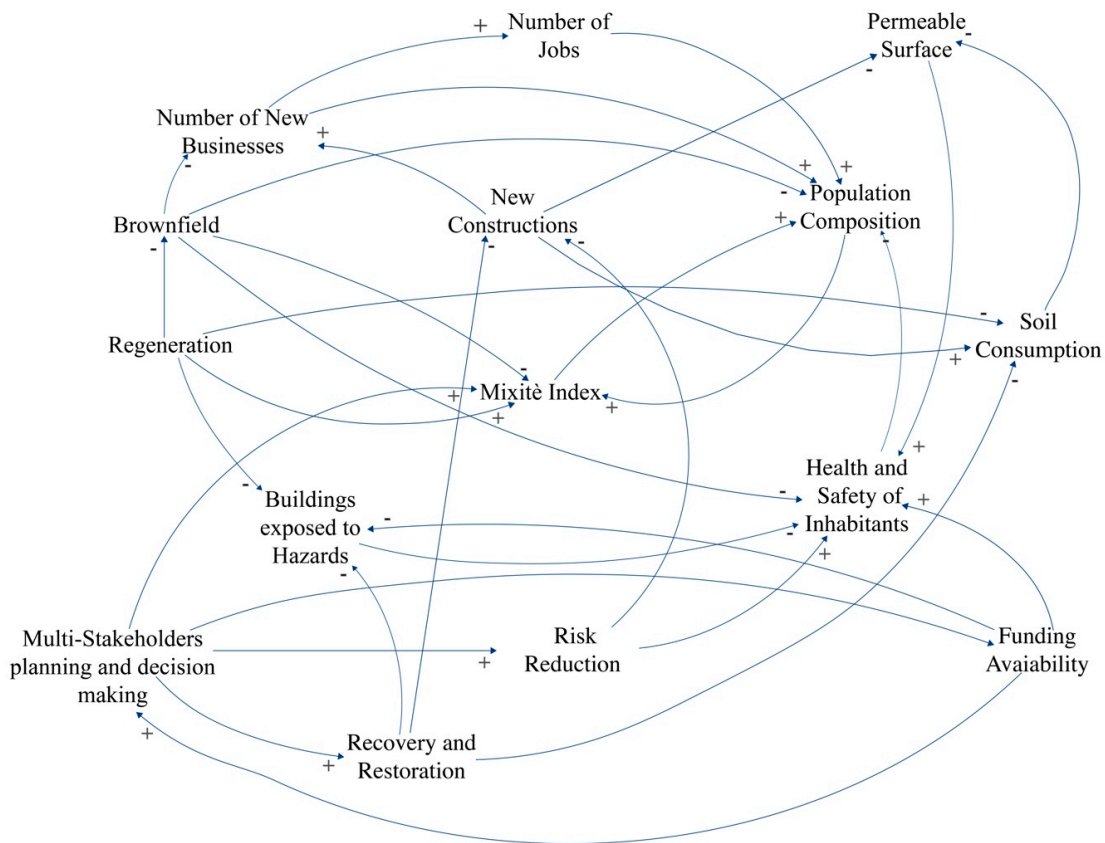 Number of
Jobs
Permeable
Surface
Number of New
Businesses
Population
Composition
New
Constructions
Brownfield
Regeneration
Soil
Consumption
Mixitè Index
Health and
Safety of
Inhabitants
Buildings
exposed to
Hazards
Multi-Stakeholders
planning and decision
making
Risk
Reduction
Funding
Avaiability
Recovery and
Restoration
+
-
-
+
-
+
+
-
+
-
-
-
-
-
-
+
-
+
+
+
-
+
-
-
+
-
-
+
-
+
+
+